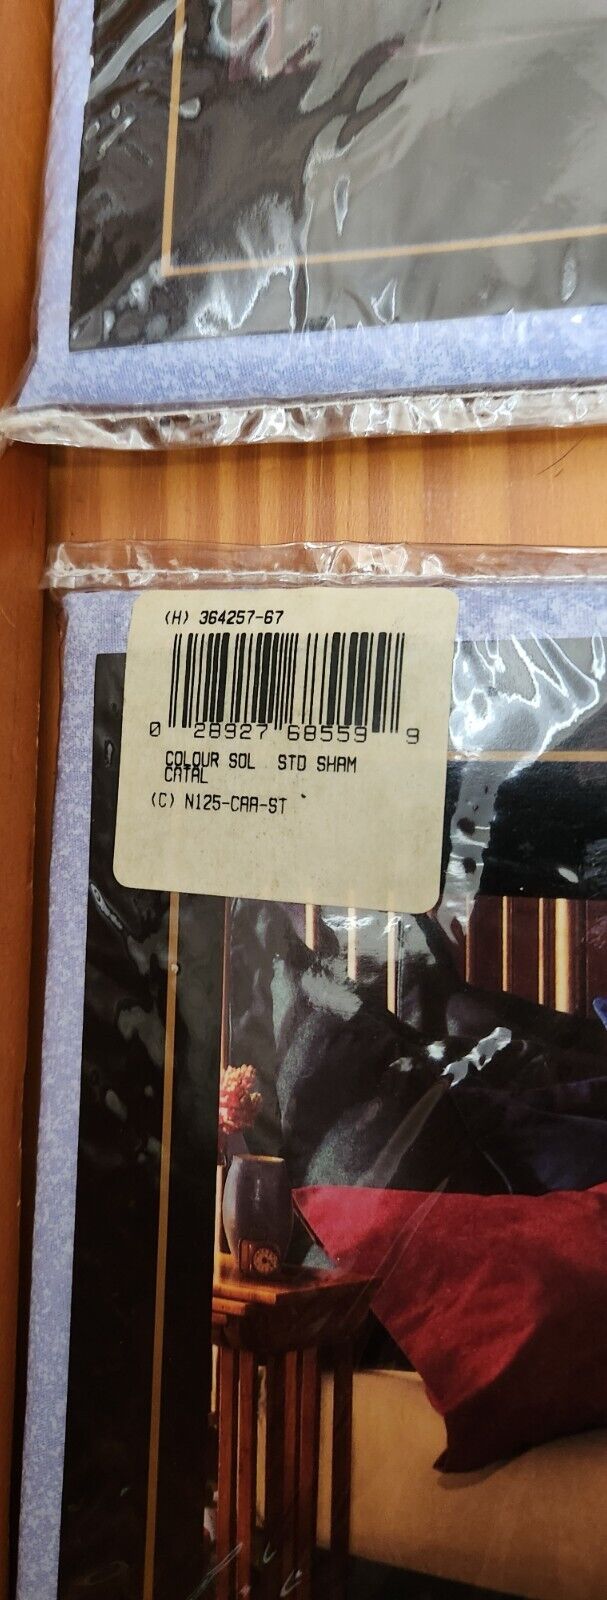 (H) 364257-67
0 28927 68559 9
COLOUR SOL STD SHAM
CATAL
(C) N125-CAA-ST